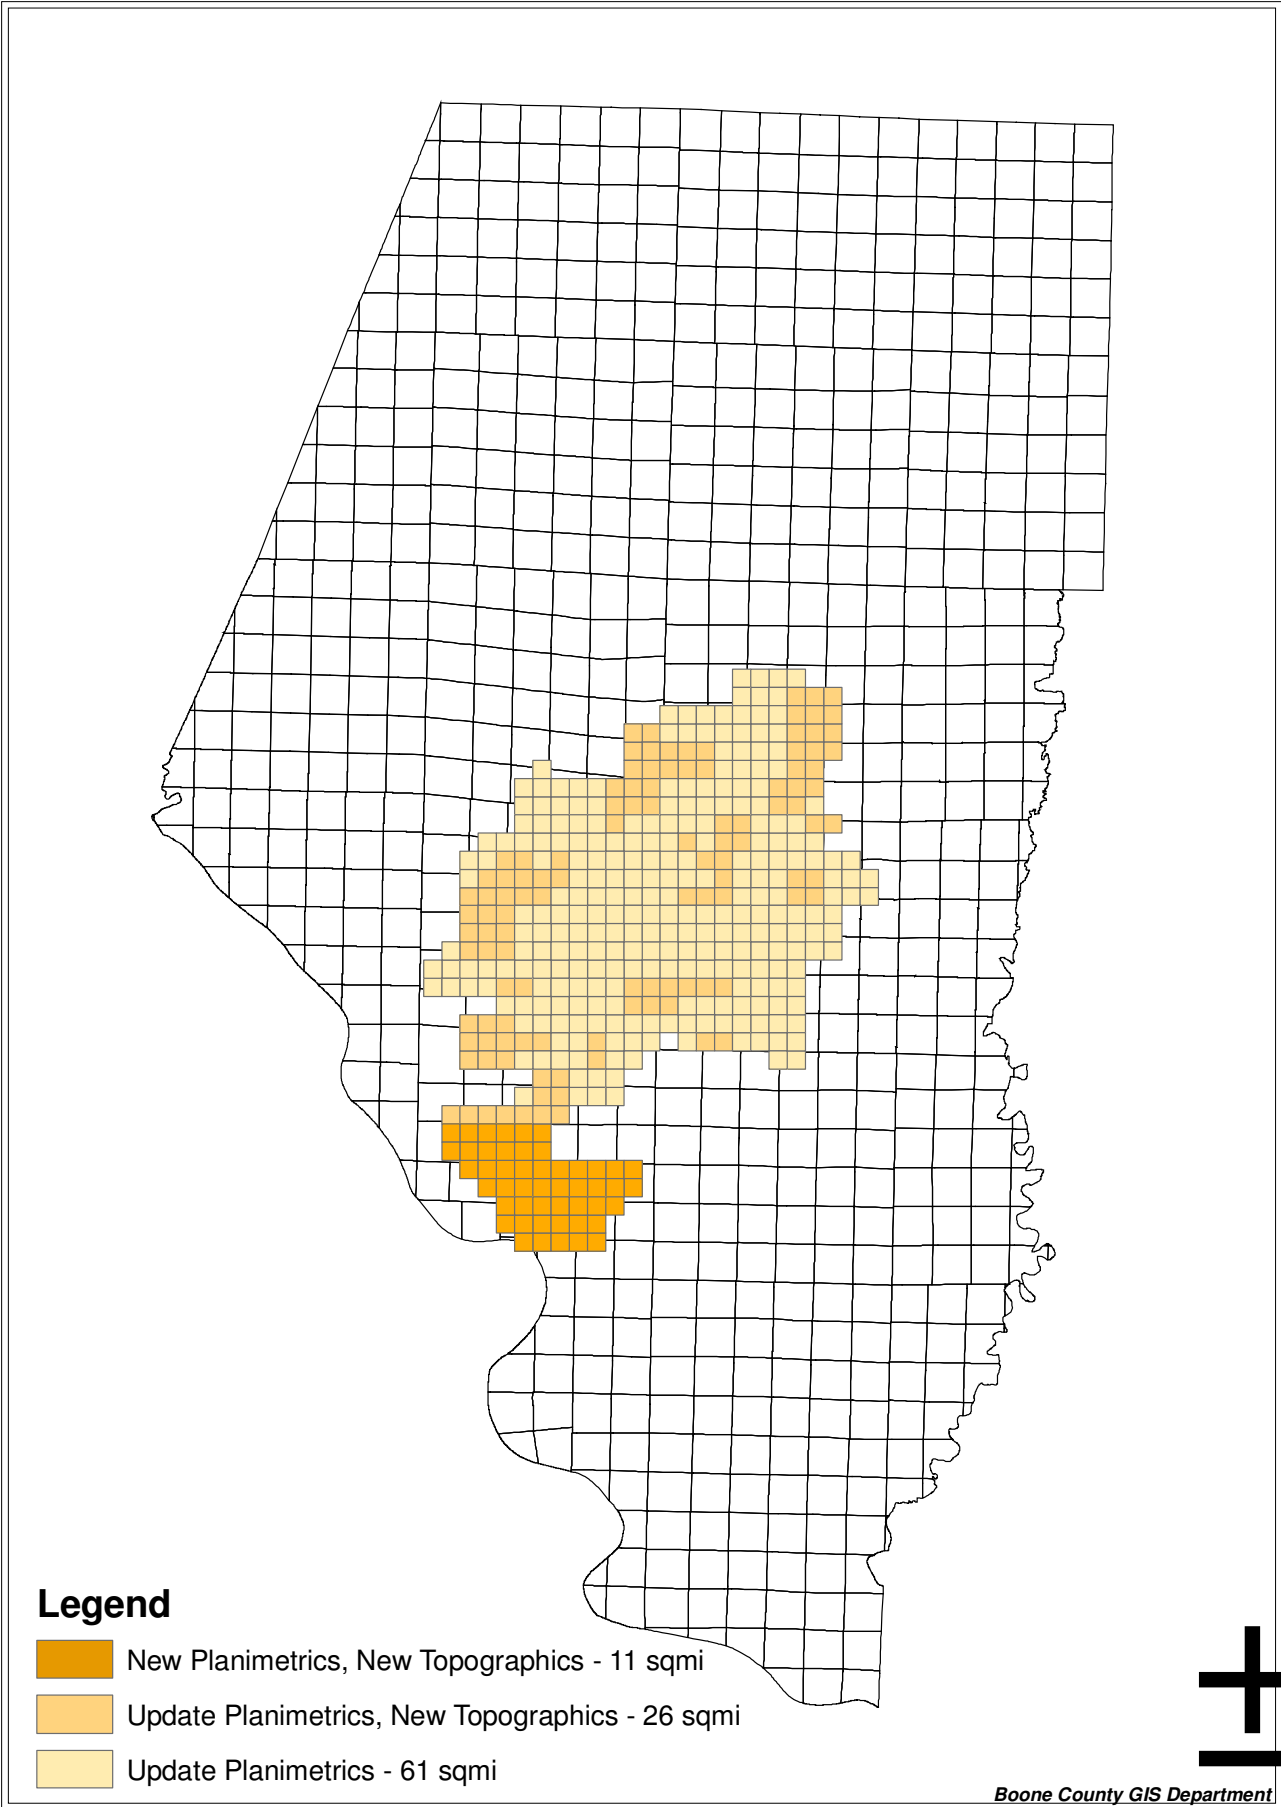 Legend
New Planimetrics, New Topographics - 11 sqmi
Update Planimetrics, New Topographics - 26 sqmi
Update Planimetrics - 61 sqmi
Boone County GIS Department